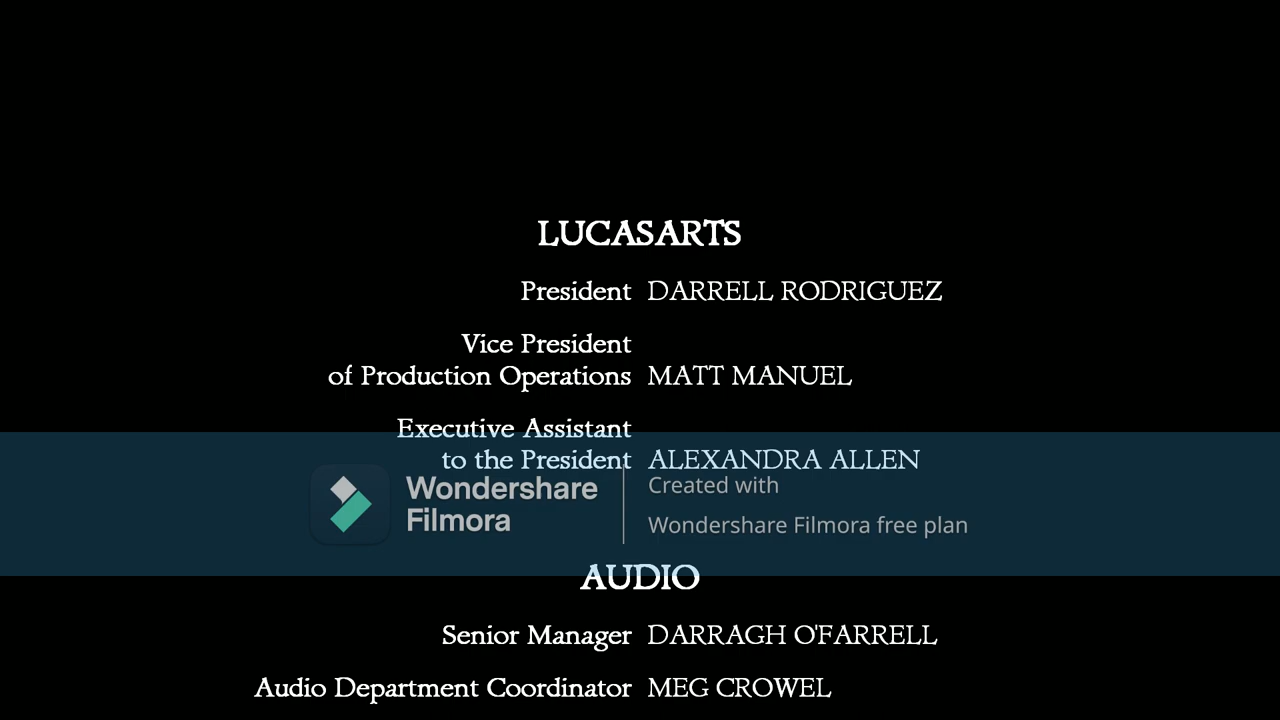 LUCASARTS
President DARRELL RODRIGUEZ
Vice President
of Production Operations MATT MANUEL
Executive Assistant
to the President ALEXANDRA ALLEN
Wondershare
Filmora
Created with
Wondershare Filmora free plan
AUDIO
Senior Manager DARRAGH O'FARRELL
Audio Department Coordinator MEG CROWEL